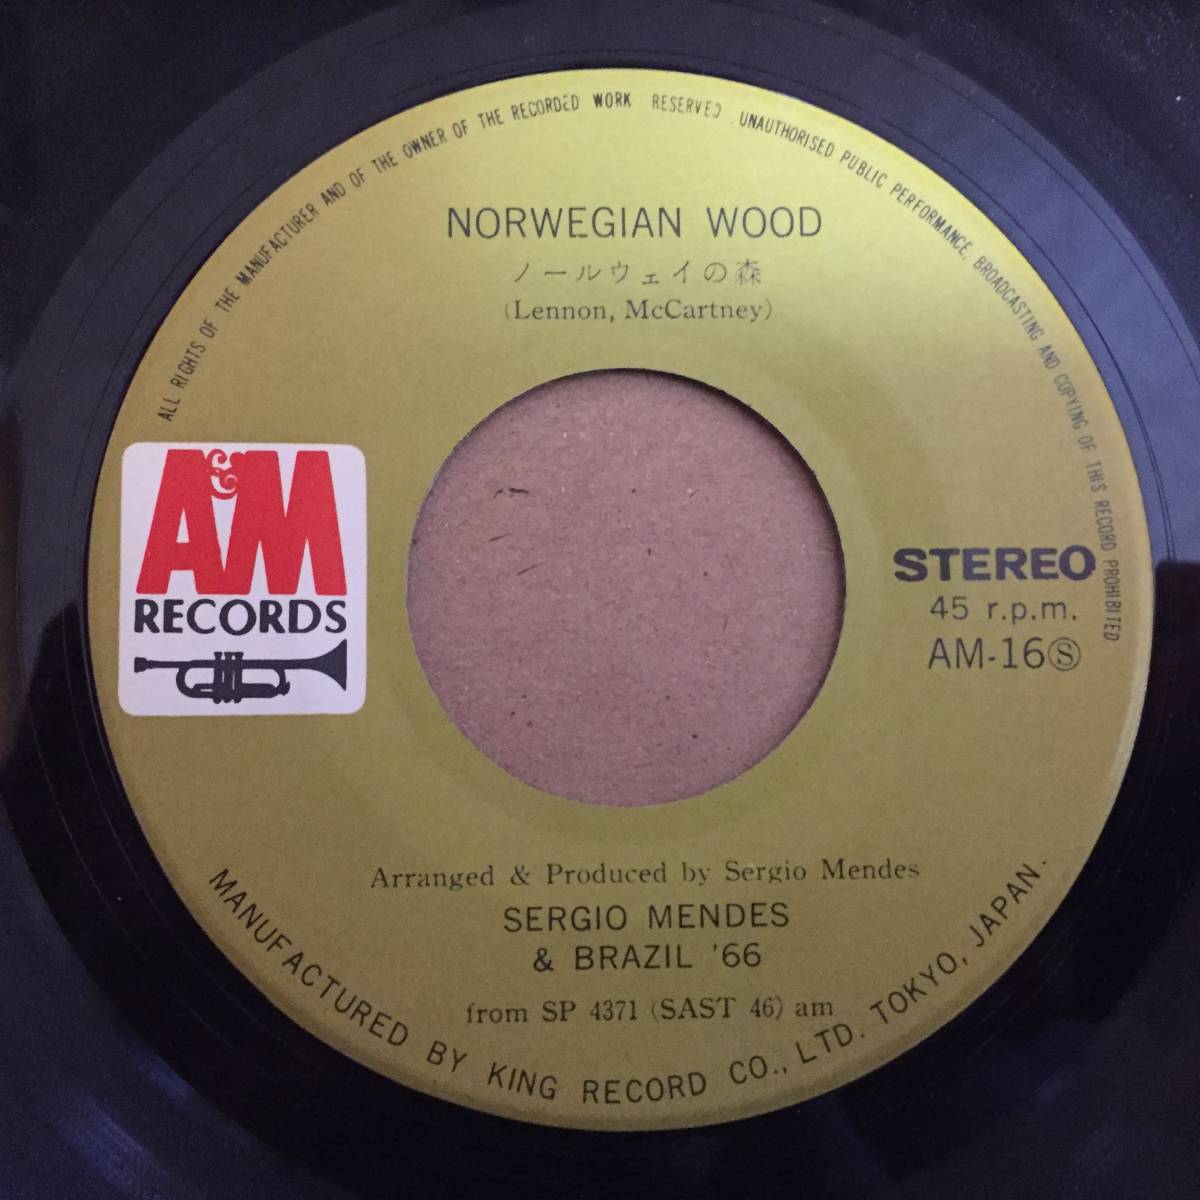 ALL RIGHTS OF THE MANUFACTURER AND OF THE OWNER OF THE RECORDED WORK RESERVED. UNAUTHORISED PUBLIC PERFORMANCE, BROADCASTING AND COPYING OF THIS RECORD PROHIBITED
NORWEGIAN WOOD
ノールウェイの森
(Lennon, McCartney)
A&M
RECORDS
STEREO
45 r.p.m.
AM-16Ⓢ
Arranged & Produced by Sergio Mendes
SERGIO MENDES
& BRAZIL '66
from SP 4371 (SAST 46) am
MANUFACTURED BY KING RECORD CO., LTD. TOKYO, JAPAN.